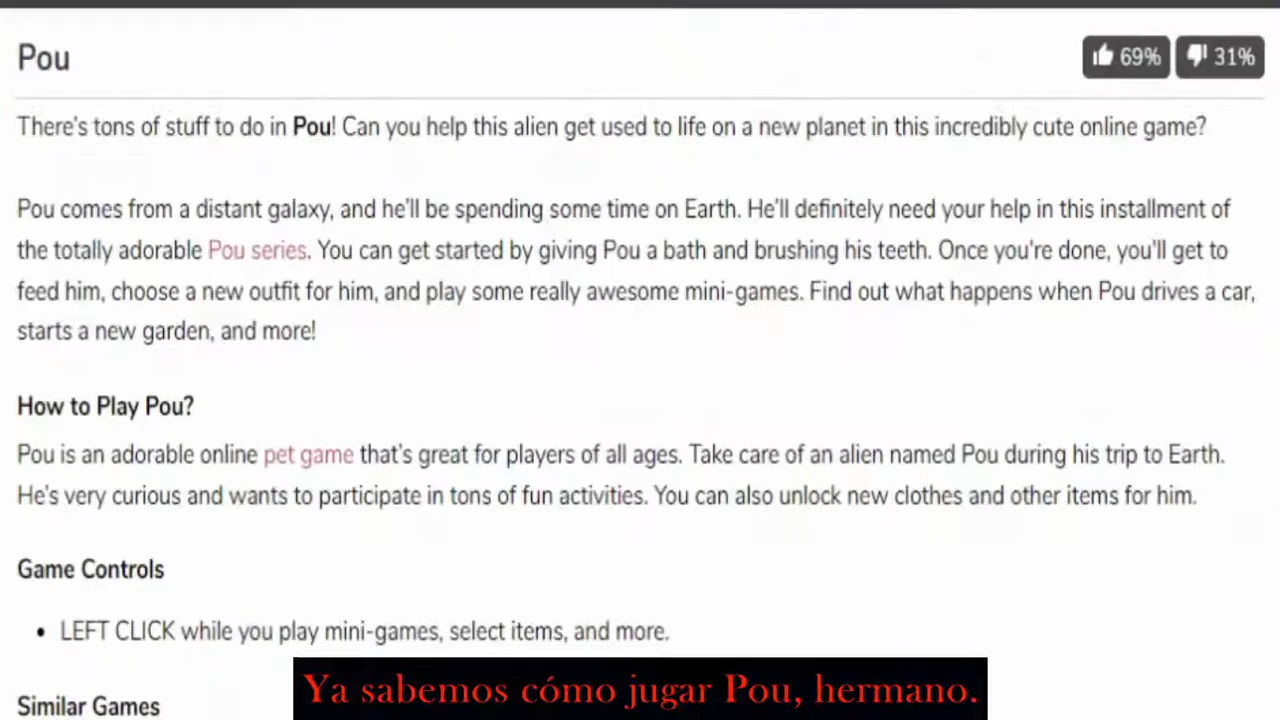 Pou
69% 31%
There's tons of stuff to do in Pou! Can you help this alien get used to life on a new planet in this incredibly cute online game?
Pou comes from a distant galaxy, and he'll be spending some time on Earth. He'll definitely need your help in this installment of
the totally adorable Pou series. You can get started by giving Pou a bath and brushing his teeth. Once you're done, you'll get to
feed him, choose a new outfit for him, and play some really awesome mini-games. Find out what happens when Pou drives a car,
starts a new garden, and more!
How to Play Pou?
Pou is an adorable online pet game that's great for players of all ages. Take care of an alien named Pou during his trip to Earth.
He's very curious and wants to participate in tons of fun activities. You can also unlock new clothes and other items for him.
Game Controls
• LEFT CLICK while you play mini-games, select items, and more.
Ya sabemos cómo jugar Pou, hermano.
Similar Games